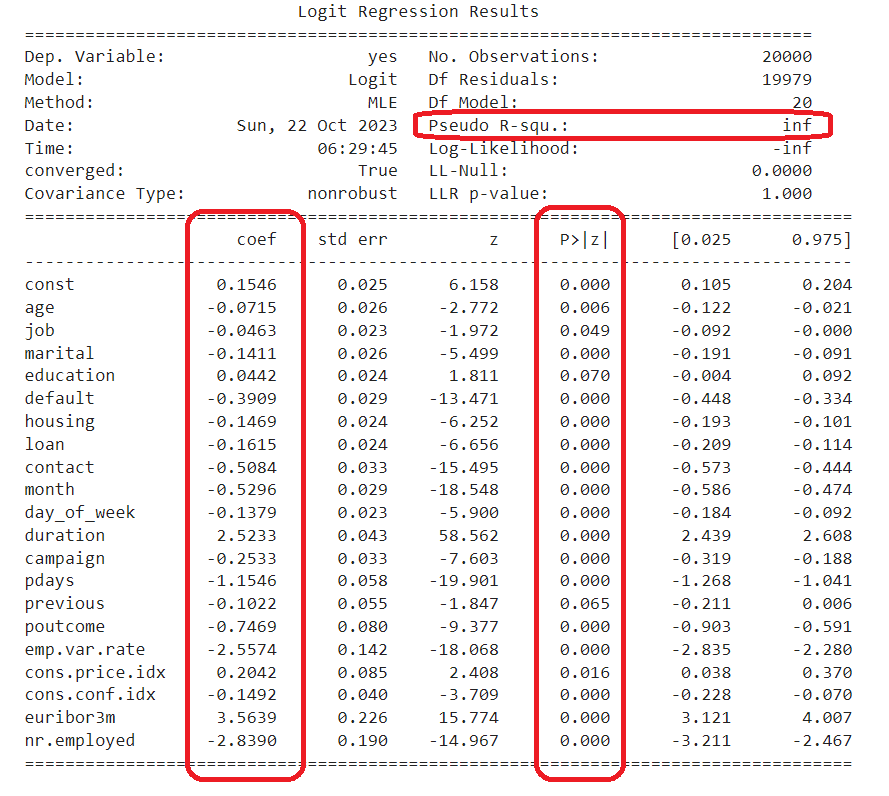 Logit Regression Results
==============================================================================
Dep. Variable: yes No. Observations: 20000
Model: Logit Df Residuals: 19979
Method: MLE Df Model: 20
Date: Sun, 22 Oct 2023 Pseudo R-squ.: inf
Time: 06:29:45 Log-Likelihood: -inf
converged: True LL-Null: 0.0000
Covariance Type: nonrobust LLR p-value: 1.000
==================================================================================
coef std err z P>|z| [0.025 0.975]
----------------------------------------------------------------------------------
const 0.1546 0.025 6.158 0.000 0.105 0.204
age -0.0715 0.026 -2.772 0.006 -0.122 -0.021
job -0.0463 0.023 -1.972 0.049 -0.092 -0.000
marital -0.1411 0.026 -5.499 0.000 -0.191 -0.091
education 0.0442 0.024 1.811 0.070 -0.004 0.092
default -0.3909 0.029 -13.471 0.000 -0.448 -0.334
housing -0.1469 0.024 -6.252 0.000 -0.193 -0.101
loan -0.1615 0.024 -6.656 0.000 -0.209 -0.114
contact -0.5084 0.033 -15.495 0.000 -0.573 -0.444
month -0.5296 0.029 -18.548 0.000 -0.586 -0.474
day_of_week -0.1379 0.023 -5.900 0.000 -0.184 -0.092
duration 2.5233 0.043 58.562 0.000 2.439 2.608
campaign -0.2533 0.033 -7.603 0.000 -0.319 -0.188
pdays -1.1546 0.058 -19.901 0.000 -1.268 -1.041
previous -0.1022 0.055 -1.847 0.065 -0.211 0.006
poutcome -0.7469 0.080 -9.377 0.000 -0.903 -0.591
emp.var.rate -2.5574 0.142 -18.068 0.000 -2.835 -2.280
cons.price.idx 0.2042 0.085 2.408 0.016 0.038 0.370
cons.conf.idx -0.1492 0.040 -3.709 0.000 -0.228 -0.070
euribor3m 3.5639 0.226 15.774 0.000 3.121 4.007
nr.employed -2.8390 0.190 -14.967 0.000 -3.211 -2.467
==================================================================================